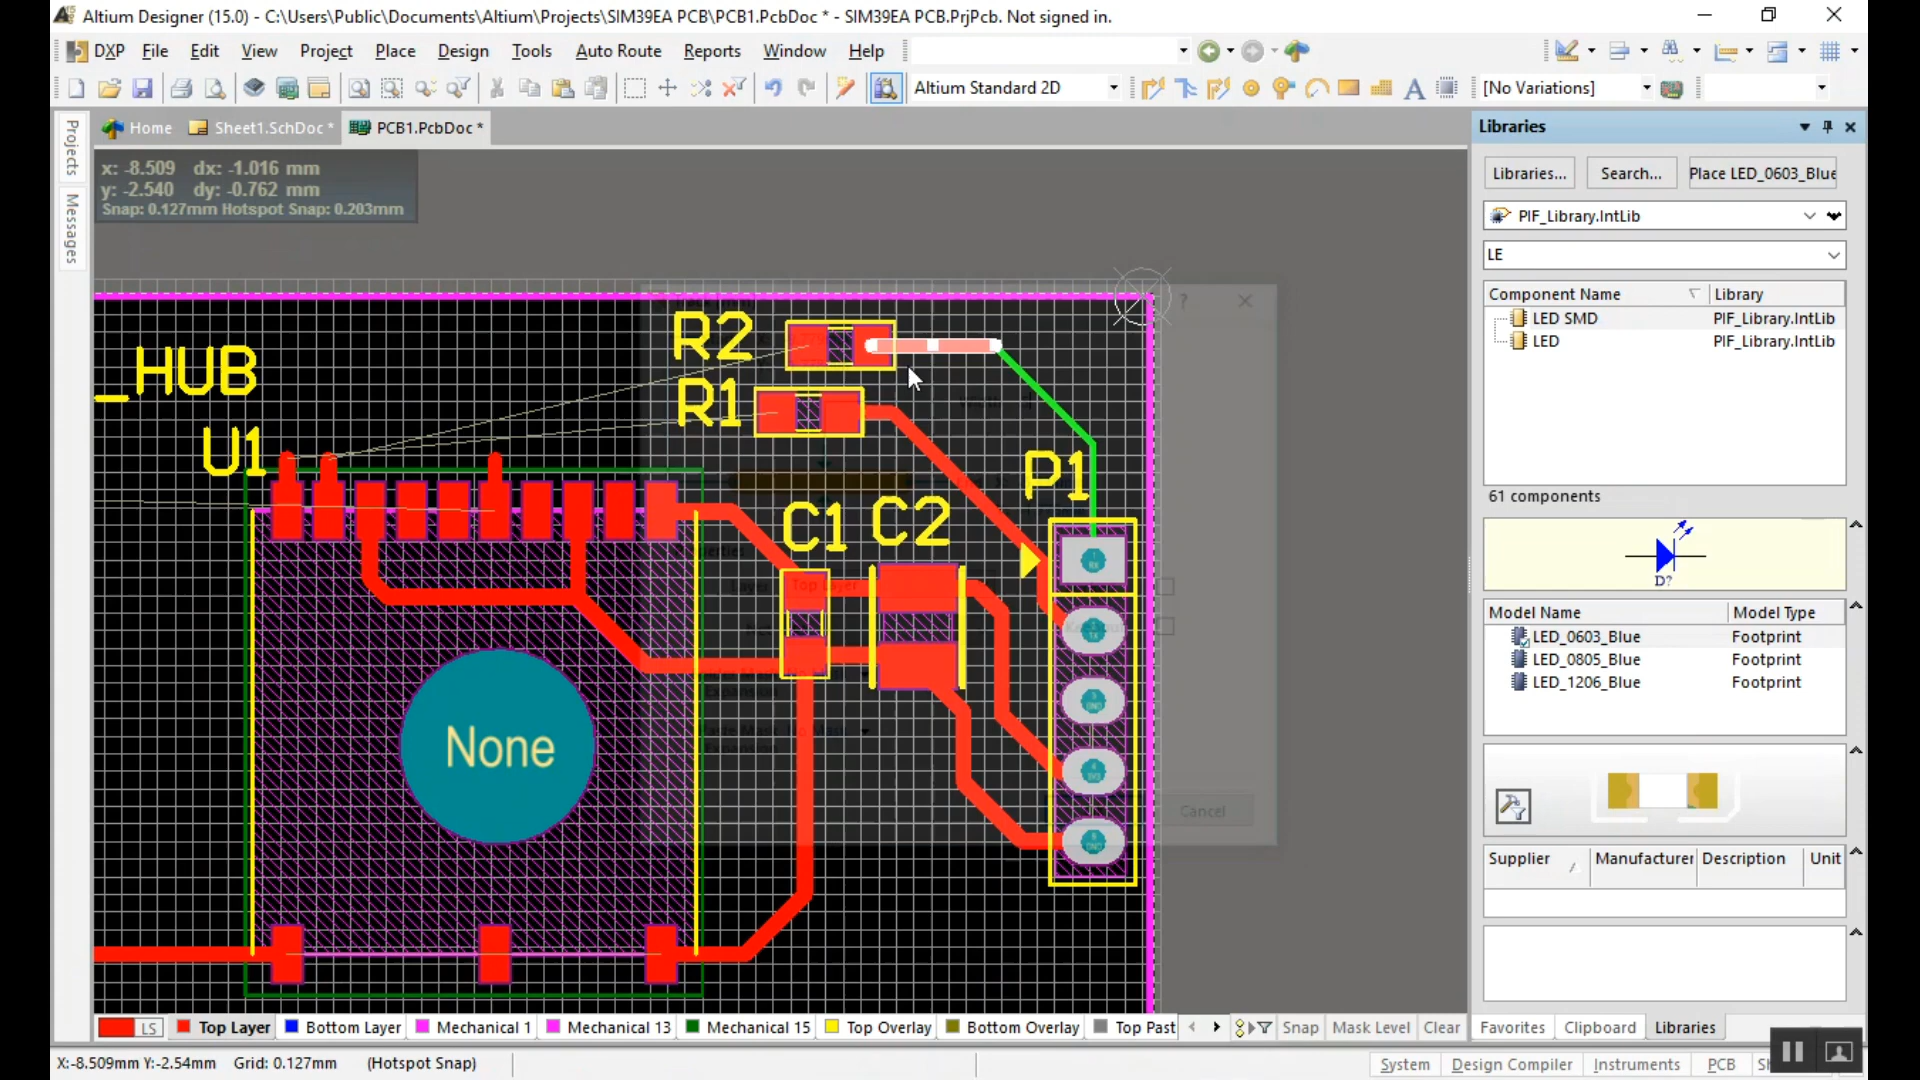 Altium Designer (15.0) - C:\Users\Public\Documents\Altium\Projects\SIM39EA PCB\PCB1.PcbDoc * - SIM39EA PCB.PrjPcb. Not signed in.
DXP File Edit View Project Place Design Tools Auto Route Reports Window Help
Altium Standard 2D
[No Variations]
Projects
Messages
Home
Sheet1.SchDoc *
PCB1.PcbDoc *
x: -8.509 dx: -1.016 mm
y: -2.540 dy: -0.762 mm
Snap: 0.127mm Hotspot Snap: 0.203mm
_HUB
U1
R2
R1
C1
C2
P1
None
Top Layer
Cancel
Libraries
Libraries...
Search...
Place LED_0603_Blue
PIF_Library.IntLib
LE
Component Name Library
LED SMD PIF_Library.IntLib
LED PIF_Library.IntLib
61 components
D?
Model Name Model Type
LED_0603_Blue Footprint
LED_0805_Blue Footprint
LED_1206_Blue Footprint
Supplier Manufacturer Description Unit
LS Top Layer Bottom Layer Mechanical 1 Mechanical 13 Mechanical 15 Top Overlay Bottom Overlay Top Past
Snap Mask Level Clear
Favorites Clipboard Libraries
X:-8.509mm Y:-2.54mm Grid: 0.127mm (Hotspot Snap)
System Design Compiler Instruments PCB